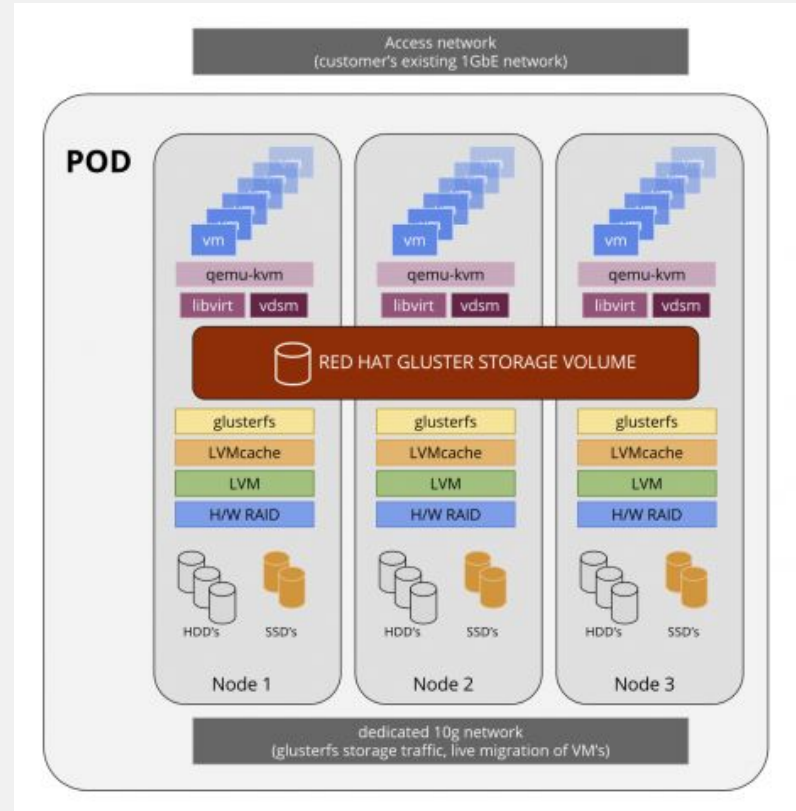 Access network
(customer's existing 1GbE network)
POD
vm
vm
vm
qemu-kvm
qemu-kvm
qemu-kvm
libvirt vdsm
libvirt vdsm
libvirt vdsm
RED HAT GLUSTER STORAGE VOLUME
glusterfs
glusterfs
glusterfs
LVMcache
LVMcache
LVMcache
LVM
LVM
LVM
H/W RAID
H/W RAID
H/W RAID
HDD's SSD's
HDD's SSD's
HDD's SSD's
Node 1
Node 2
Node 3
dedicated 10g network
(glusterfs storage traffic, live migration of VM's)